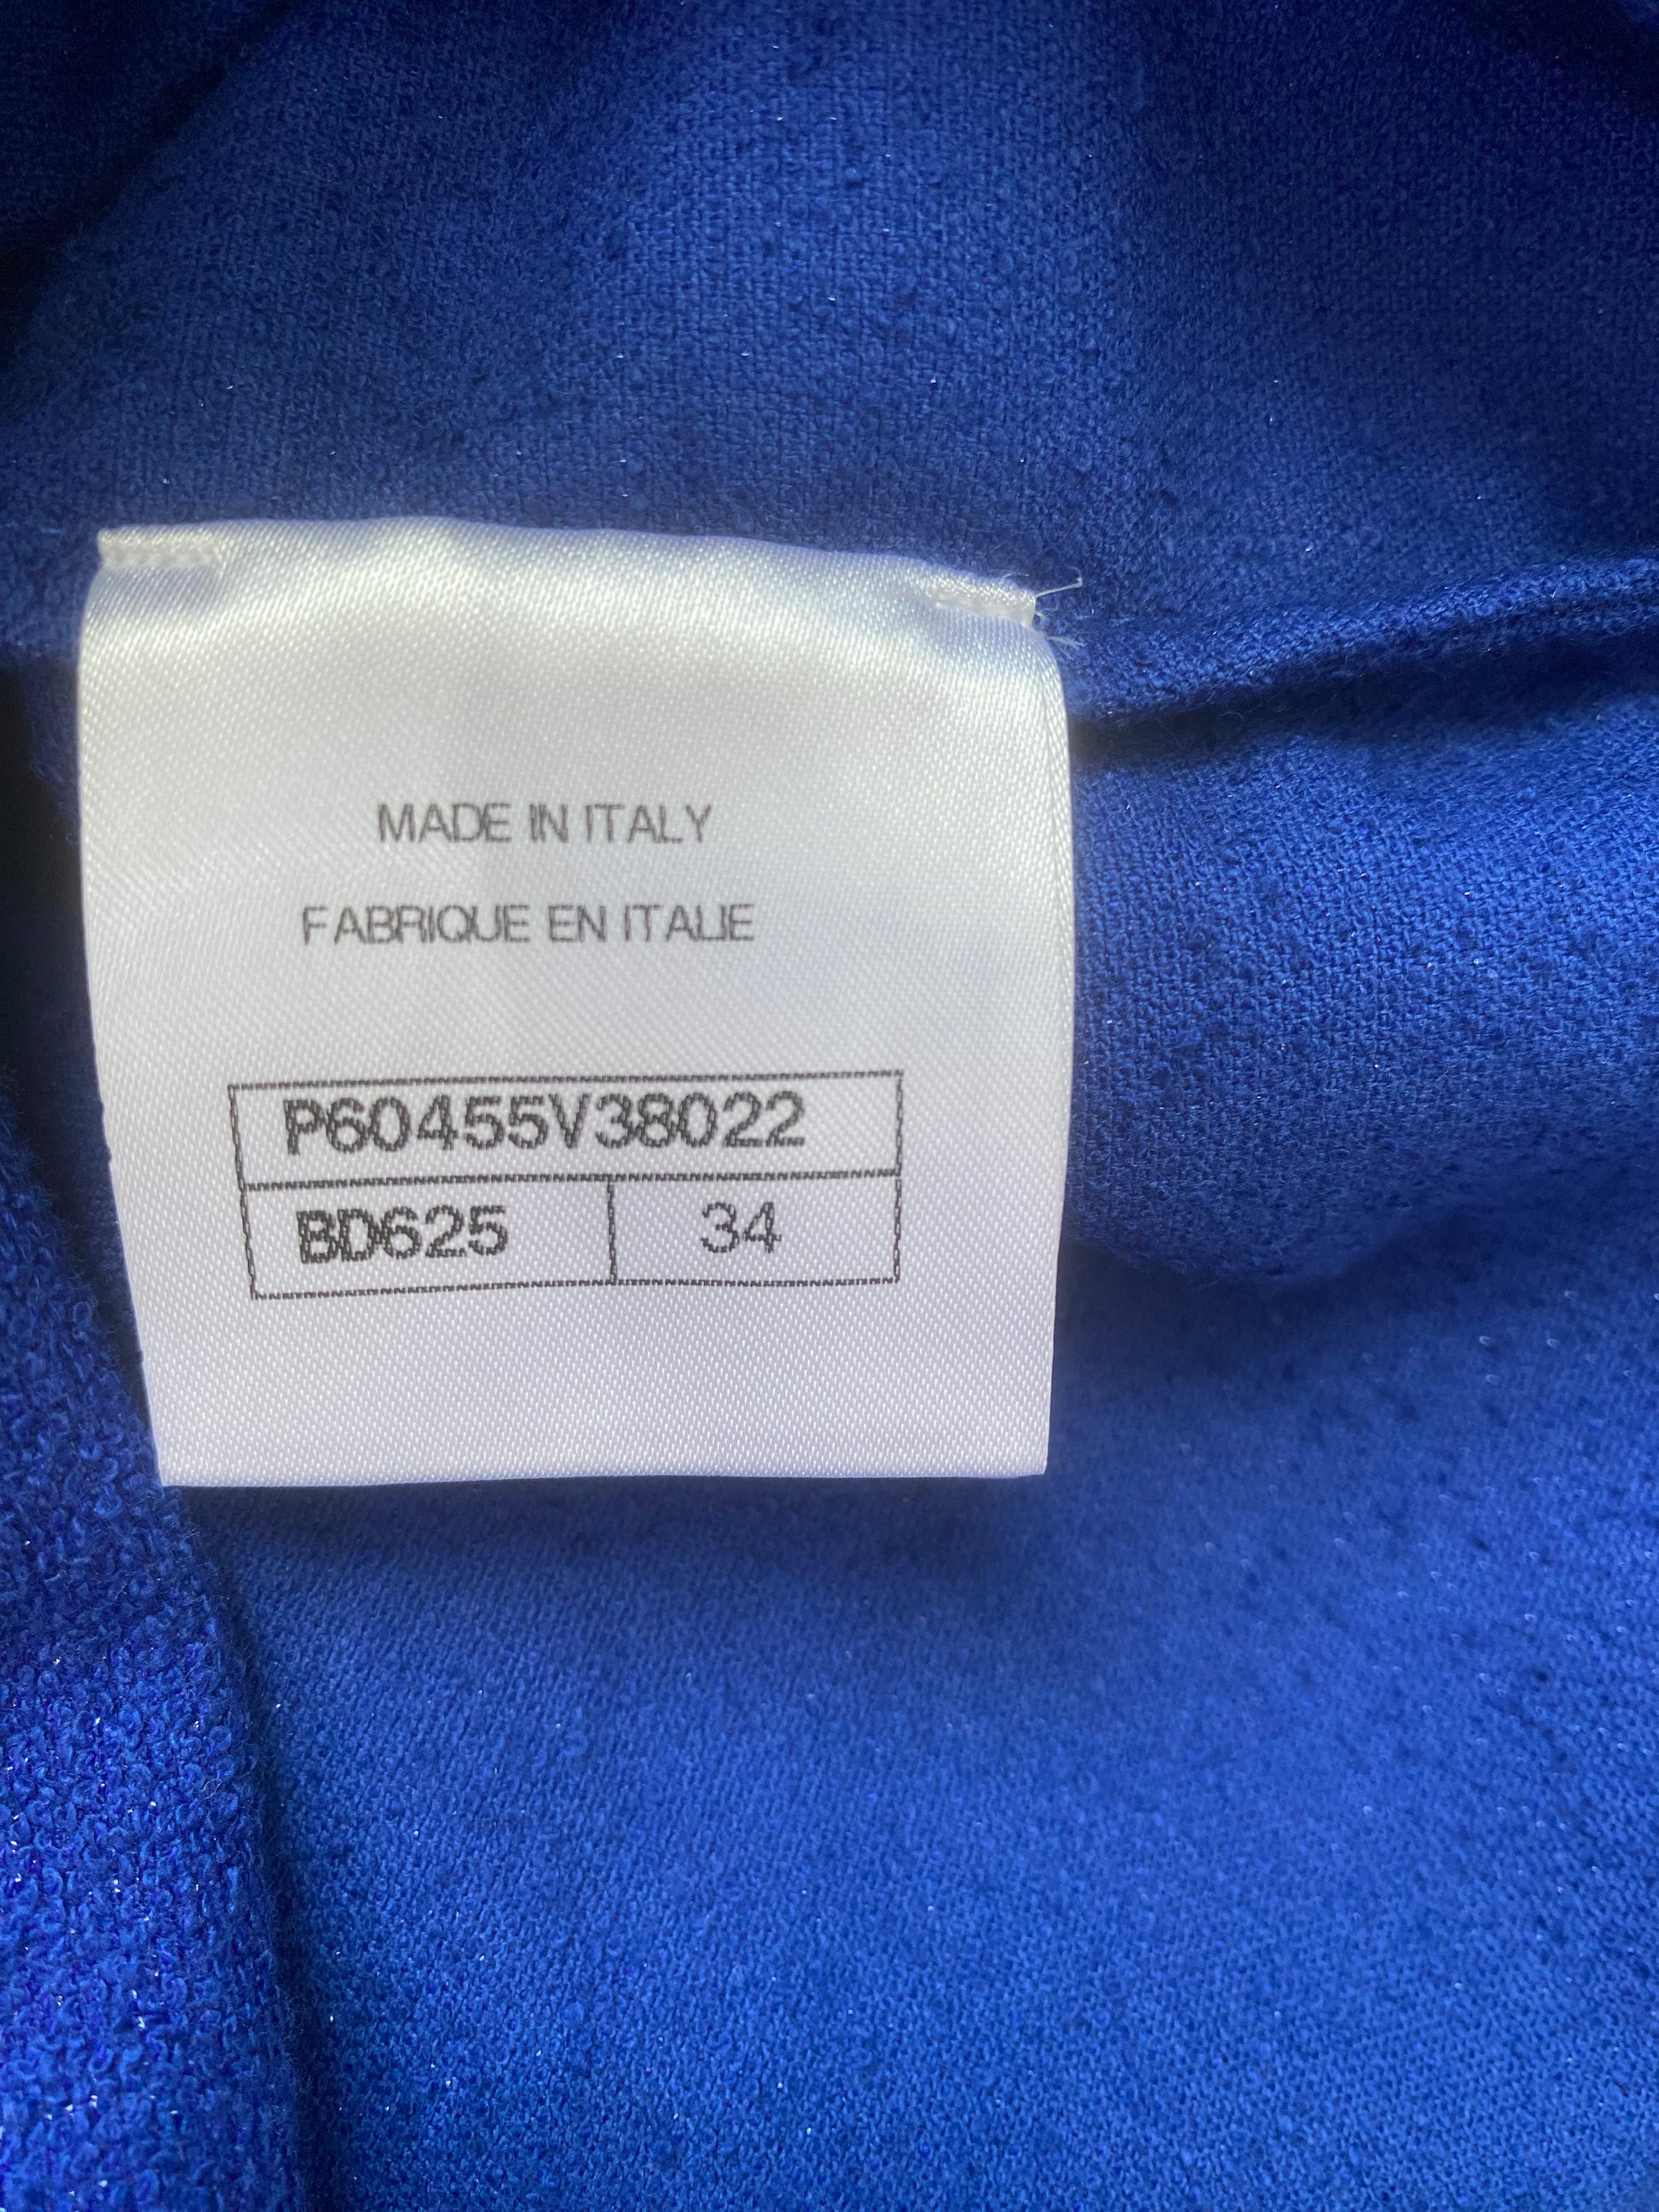 MADE IN ITALY
FABRIQUE EN ITALIE
P60455V38022
BD625 34